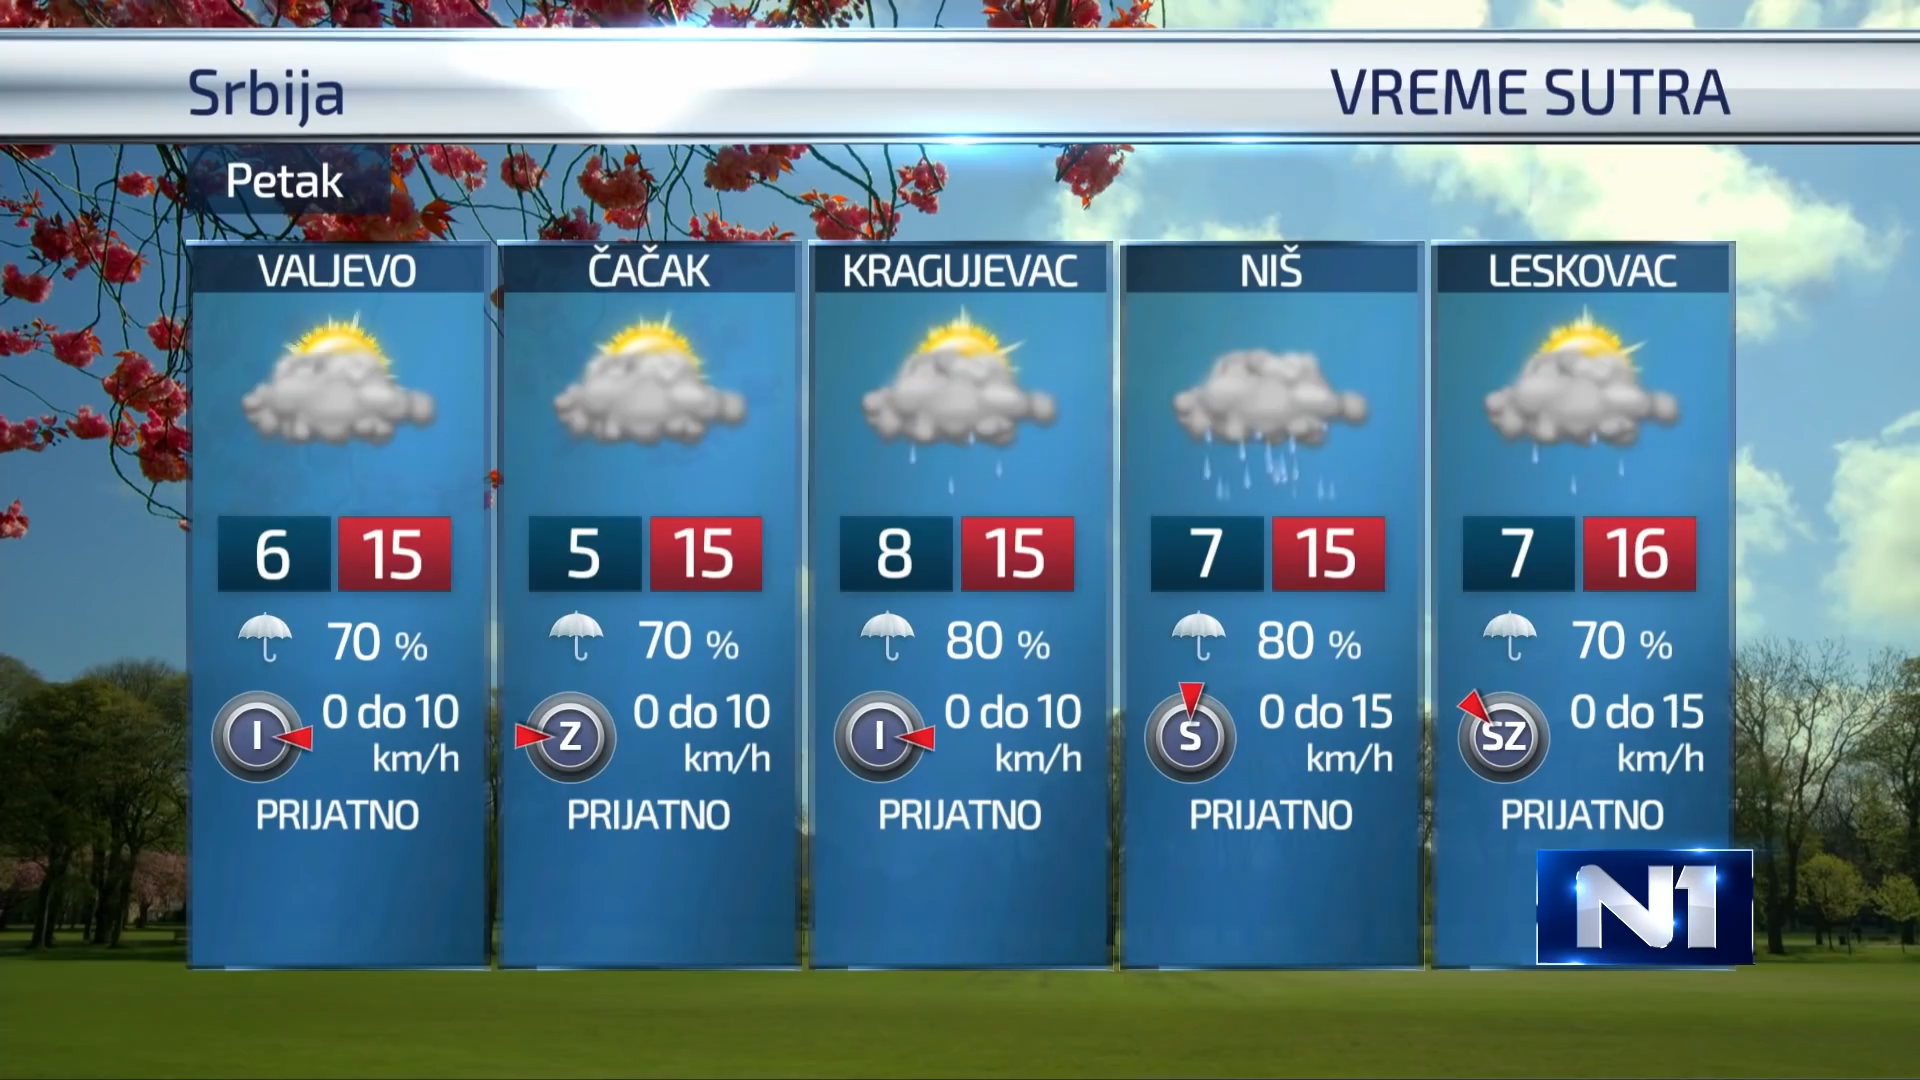 Srbija
VREME SUTRA
Petak
VALJEVO
6 15
70 %
I
0 do 10
km/h
PRIJATNO
ČAČAK
5 15
70 %
Z
0 do 10
km/h
PRIJATNO
KRAGUJEVAC
8 15
80 %
I
0 do 10
km/h
PRIJATNO
NIŠ
7 15
80 %
S
0 do 15
km/h
PRIJATNO
LESKOVAC
7 16
70 %
SZ
0 do 15
km/h
PRIJATNO
N1